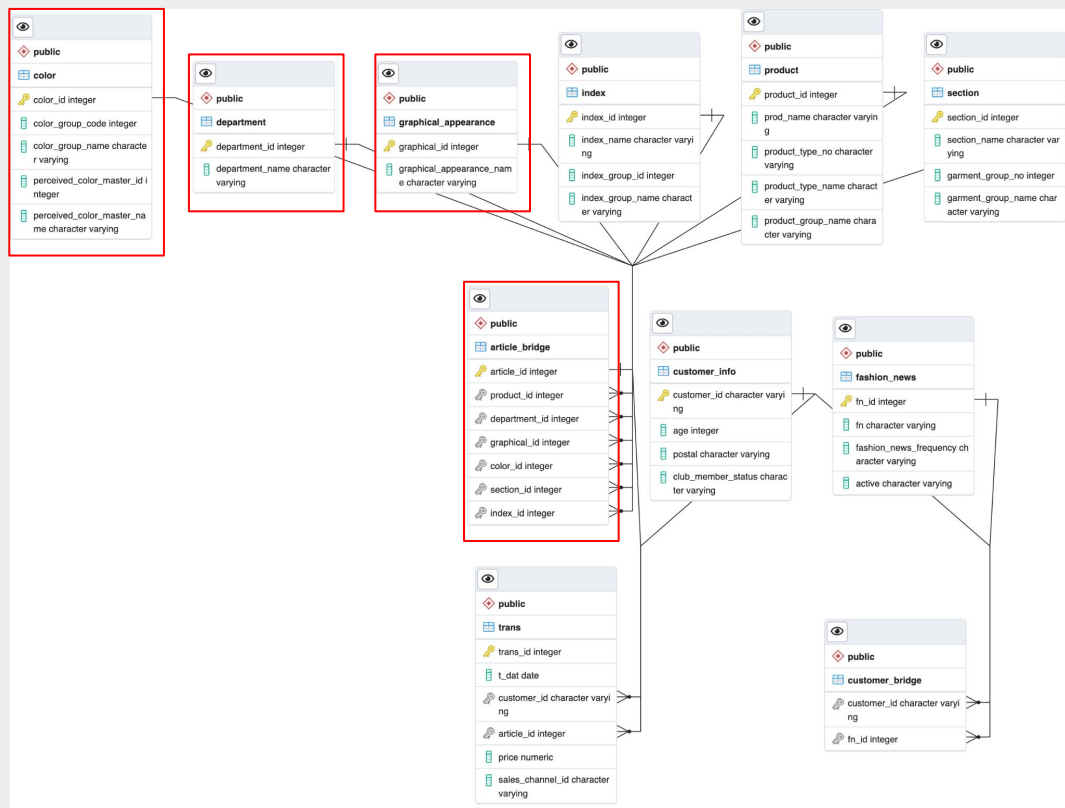 public
color
color_id integer
color_group_code integer
color_group_name characte
r varying
perceived_color_master_id i
nteger
perceived_color_master_na
me character varying
public
department
department_id integer
department_name character
varying
public
graphical_appearance
graphical_id integer
graphical_appearance_nam
e character varying
public
index
index_id integer
index_name character varyi
ng
index_group_id integer
index_group_name charact
er varying
public
product
product_id integer
prod_name character varyin
g
product_type_no character
varying
product_type_name charact
er varying
product_group_name chara
cter varying
public
section
section_id integer
section_name character var
ying
garment_group_no integer
garment_group_name char
acter varying
public
article_bridge
article_id integer
product_id integer
department_id integer
graphical_id integer
color_id integer
section_id integer
index_id integer
public
customer_info
customer_id character varyi
ng
age integer
postal character varying
club_member_status charac
ter varying
public
fashion_news
fn_id integer
fn character varying
fashion_news_frequency ch
aracter varying
active character varying
public
trans
trans_id integer
t_dat date
customer_id character varyi
ng
article_id integer
price numeric
sales_channel_id character
varying
public
customer_bridge
customer_id character varyi
ng
fn_id integer